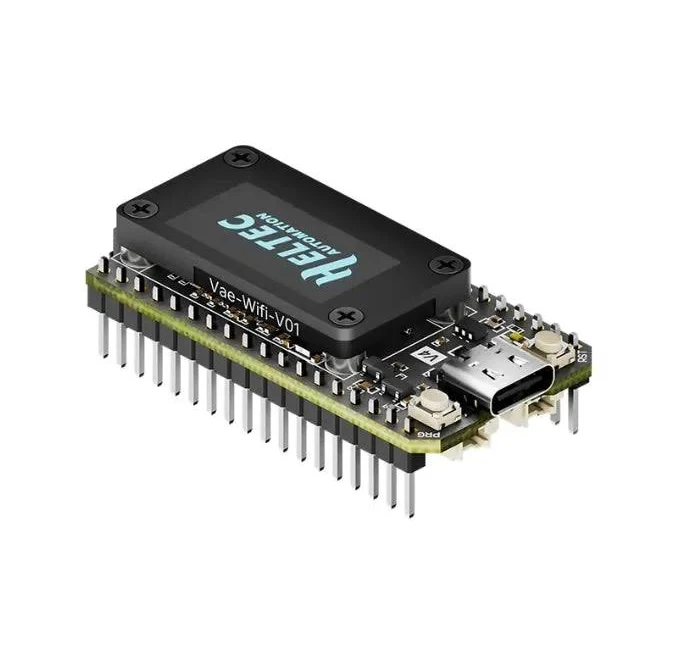 HELTEC
AUTOMATION
Vae-Wifi-V01
V4
PRG
RST